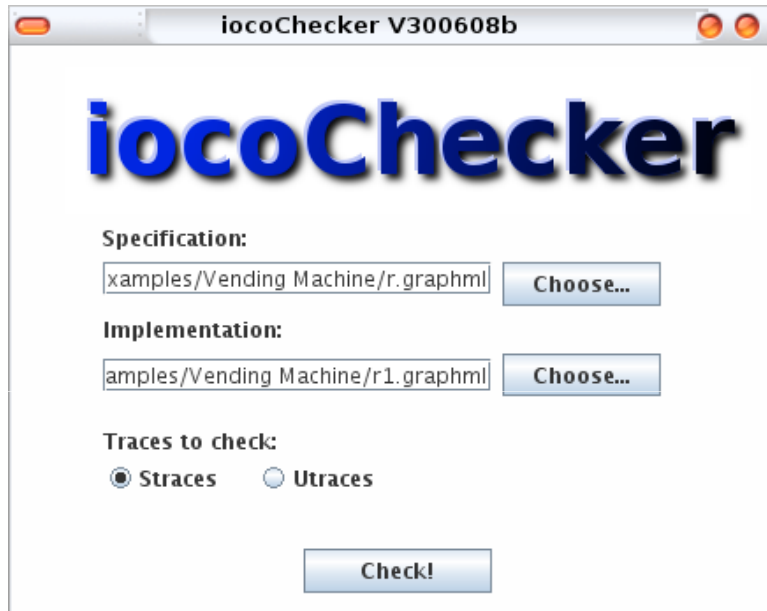 iocoChecker V300608b
iocoChecker
Specification:
xamples/Vending Machine/r.graphml
Choose...
Implementation:
amples/Vending Machine/r1.graphml
Choose...
Traces to check:
Straces
Utraces
Check!